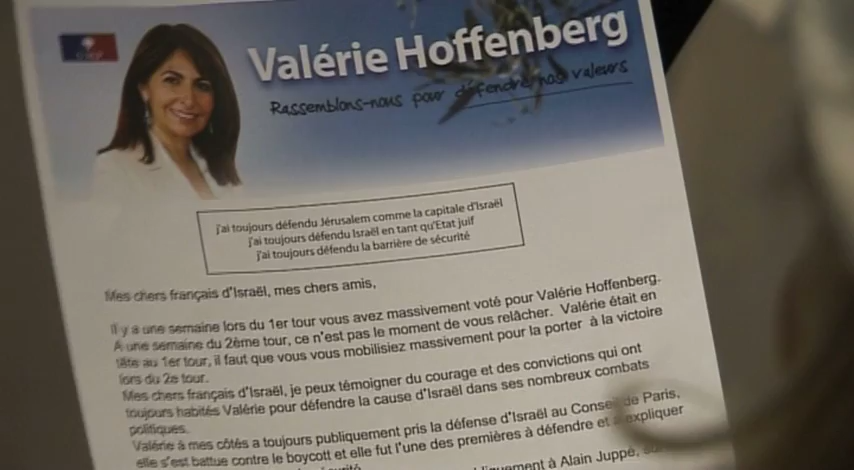 ump
Valérie Hoffenberg
Rassemblons-nous pour défendre nos valeurs
j'ai toujours défendu Jérusalem comme la capitale d'Israël
j'ai toujours défendu Israël en tant qu'Etat juif
j'ai toujours défendu la barrière de sécurité
Mes chers français d'Israël, mes chers amis,
Il y a une semaine lors du 1er tour vous avez massivement voté pour Valérie Hoffenberg.
A une semaine du 2ème tour, ce n'est pas le moment de vous relâcher. Valérie était en
tête au 1er tour, il faut que vous vous mobilisiez massivement pour la porter à la victoire
lors du 2e tour.
Mes chers français d'Israël, je peux témoigner du courage et des convictions qui ont
toujours habités Valérie pour défendre la cause d'Israël dans ses nombreux combats
politiques.
Valérie à mes côtés a toujours publiquement pris la défense d'Israël au Conseil de Paris,
elle s'est battue contre le boycott et elle fut l'une des premières à défendre et à expliquer
à Alain Juppé,